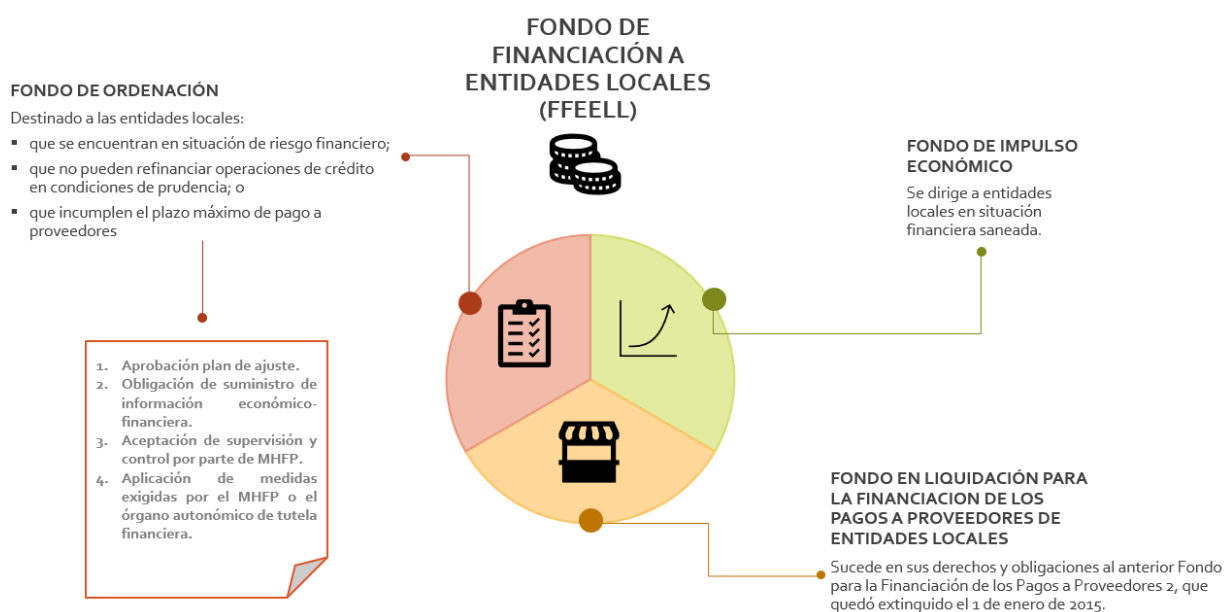 FONDO DE
FINANCIACIÓN A
ENTIDADES LOCALES
(FFEELL)
FONDO DE ORDENACIÓN
Destinado a las entidades locales:
▪ que se encuentran en situación de riesgo financiero;
▪ que no pueden refinanciar operaciones de crédito
en condiciones de prudencia; o
▪ que incumplen el plazo máximo de pago a
proveedores
1. Aprobación plan de ajuste.
2. Obligación de suministro de
información económico-
financiera.
3. Aceptación de supervisión y
control por parte de MHFP.
4. Aplicación de medidas
exigidas por el MHFP o el
órgano autonómico de tutela
financiera.
FONDO DE IMPULSO
ECONÓMICO
Se dirige a entidades
locales en situación
financiera saneada.
FONDO EN LIQUIDACIÓN PARA
LA FINANCIACION DE LOS
PAGOS A PROVEEDORES DE
ENTIDADES LOCALES
Sucede en sus derechos y obligaciones al anterior Fondo
para la Financiación de los Pagos a Proveedores 2, que
quedó extinguido el 1 de enero de 2015.